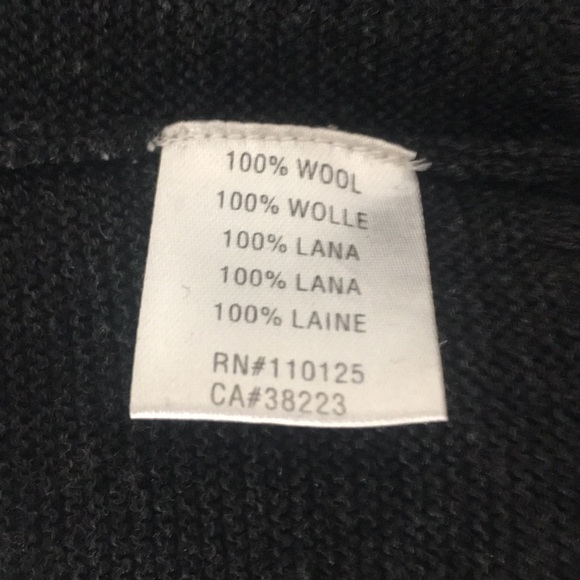 100% WOOL
100% WOLLE
100% LANA
100% LANA
100% LAINE
RN#110125
CA#38223